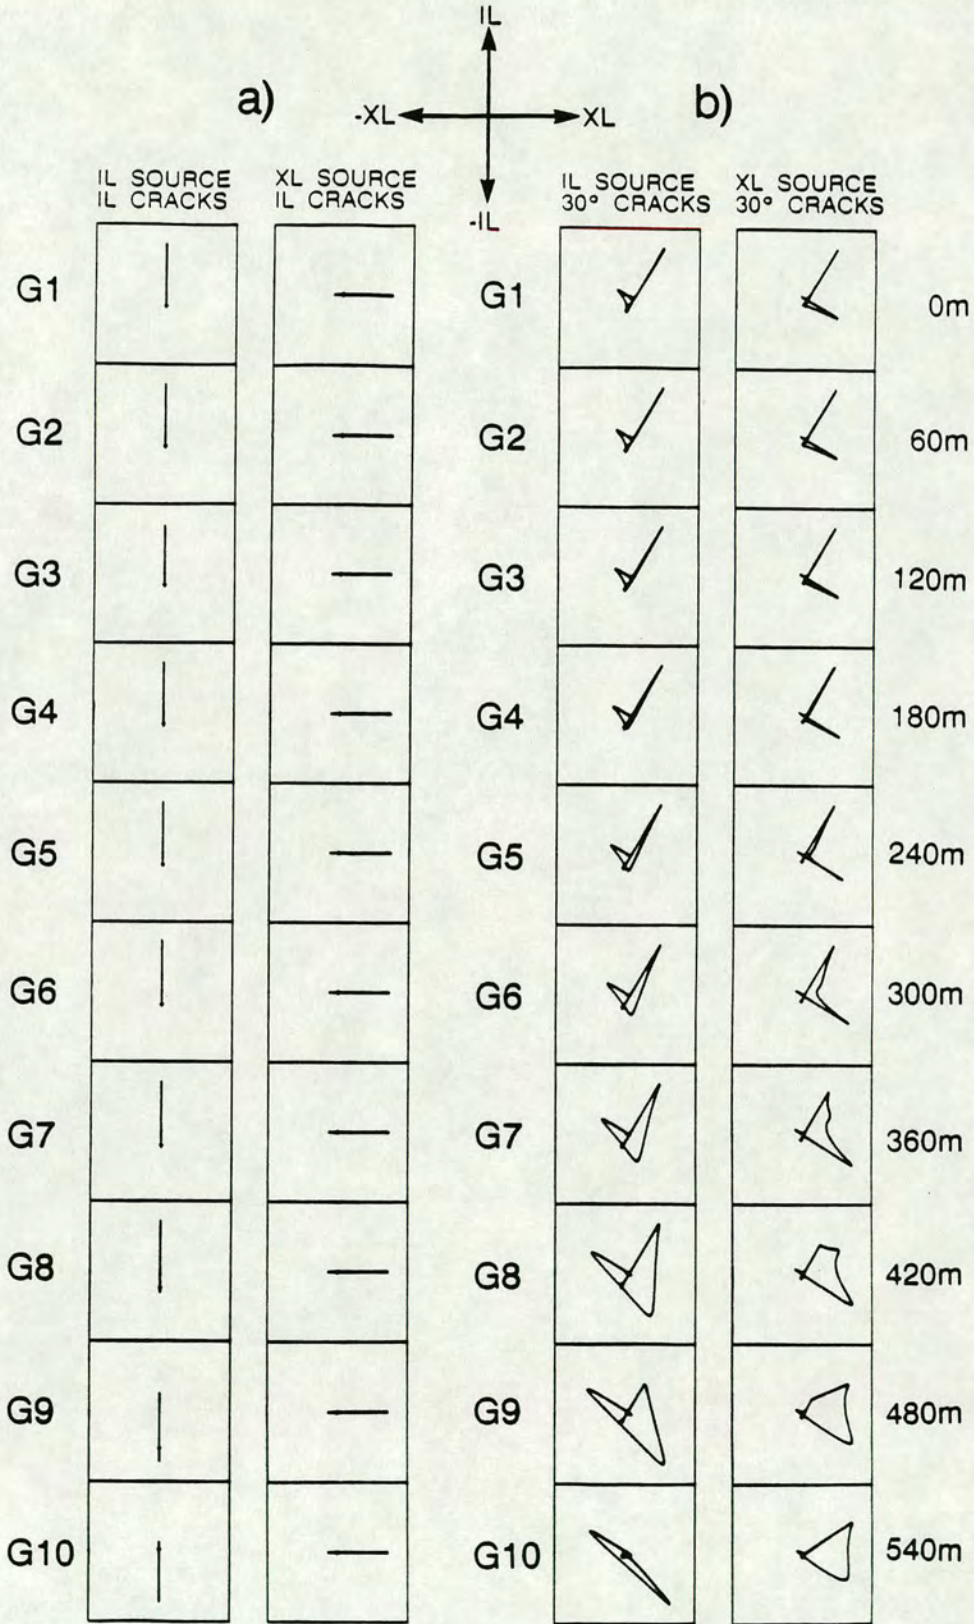 IL
a)
-XL
XL
b)
-IL
IL SOURCE
IL CRACKS
XL SOURCE
IL CRACKS
IL SOURCE
30° CRACKS
XL SOURCE
30° CRACKS
G1
G1
0m
G2
G2
60m
G3
G3
120m
G4
G4
180m
G5
G5
240m
G6
G6
300m
G7
G7
360m
G8
G8
420m
G9
G9
480m
G10
G10
540m